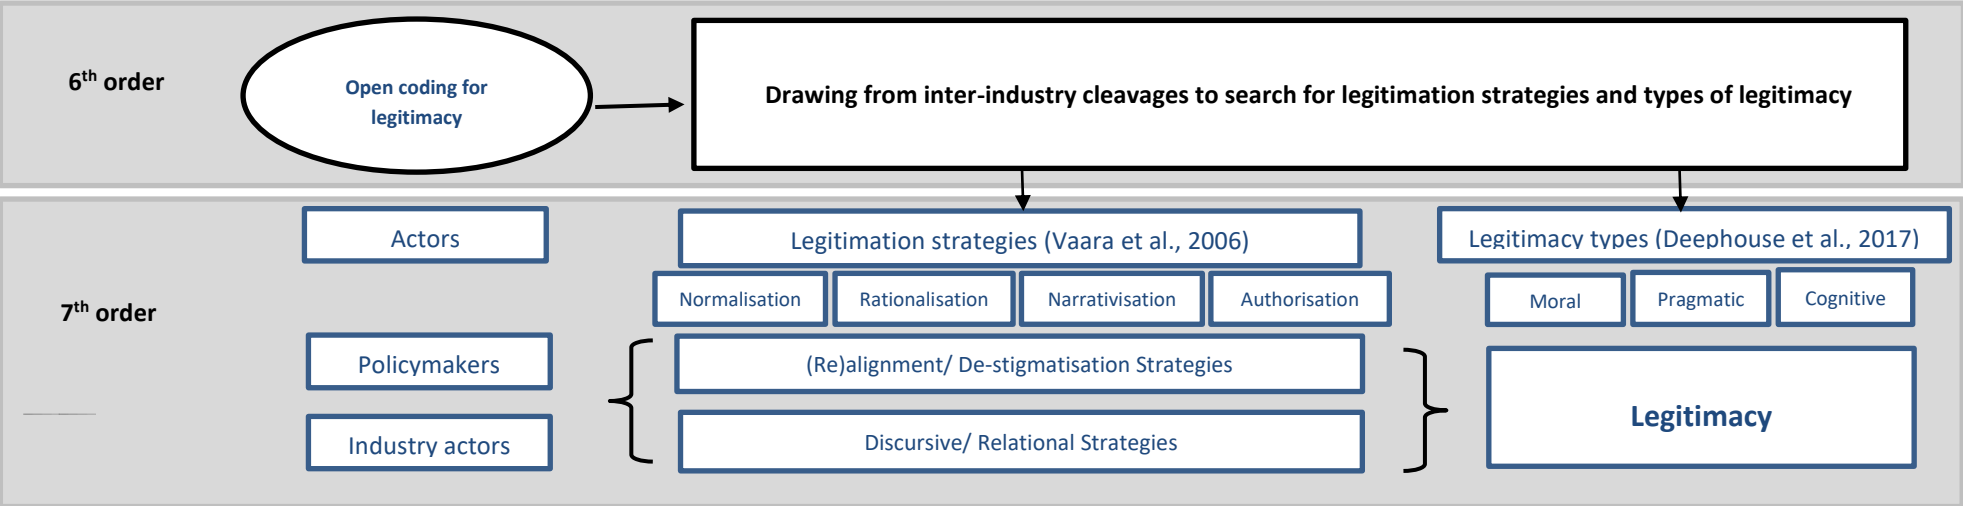 6th order
Open coding for
legitimacy
Drawing from inter-industry cleavages to search for legitimation strategies and types of legitimacy
7th order
Actors
Legitimation strategies (Vaara et al., 2006)
Legitimacy types (Deephouse et al., 2017)
Normalisation
Rationalisation
Narrativisation
Authorisation
Moral
Pragmatic
Cognitive
Policymakers
(Re)alignment/ De-stigmatisation Strategies
Industry actors
Discursive/ Relational Strategies
Legitimacy